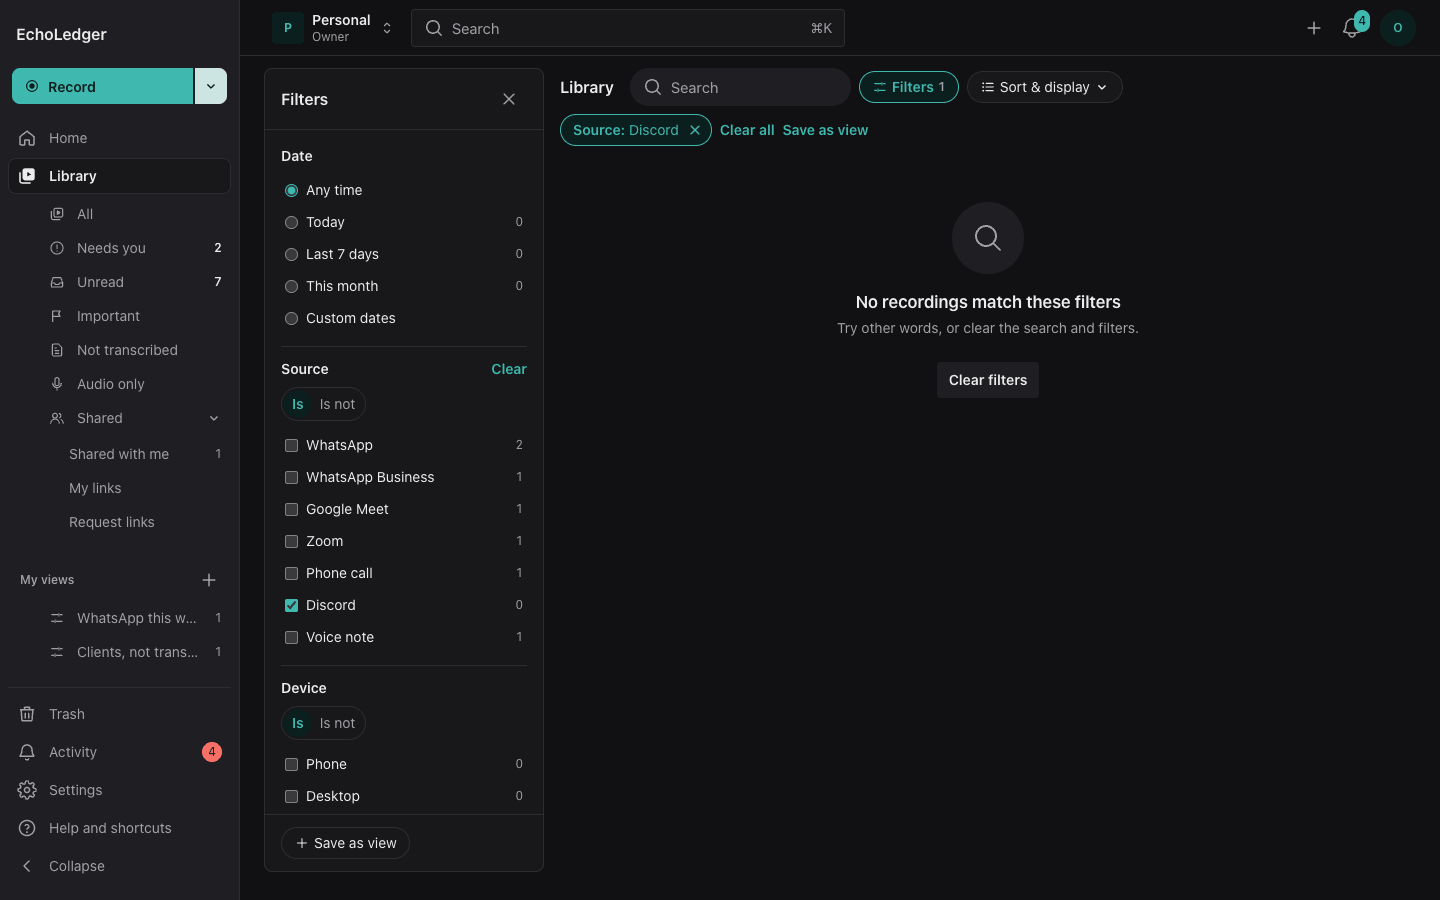 EchoLedger
Record
Home
Library
All
Needs you 2
Unread 7
Important
Not transcribed
Audio only
Shared
Shared with me 1
My links
Request links
My views
WhatsApp this w... 1
Clients, not trans... 1
Trash
Activity 4
Settings
Help and shortcuts
Collapse
P Personal
Owner
Search ⌘K
4
O
Filters
Date
Any time
Today 0
Last 7 days 0
This month 0
Custom dates
Source Clear
Is Is not
WhatsApp 2
WhatsApp Business 1
Google Meet 1
Zoom 1
Phone call 1
Discord 0
Voice note 1
Device
Is Is not
Phone 0
Desktop 0
Save as view
Library Search Filters 1 Sort & display
Source: Discord Clear all Save as view
No recordings match these filters
Try other words, or clear the search and filters.
Clear filters